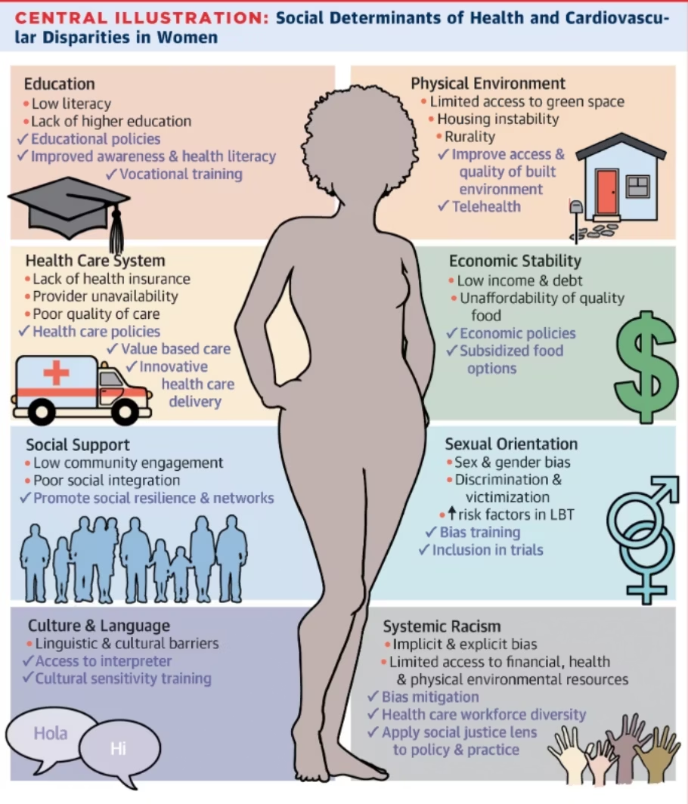 CENTRAL ILLUSTRATION: Social Determinants of Health and Cardiovascu-
lar Disparities in Women
Education
• Low literacy
• Lack of higher education
✓ Educational policies
✓ Improved awareness & health literacy
✓ Vocational training
Physical Environment
• Limited access to green space
• Housing instability
• Rurality
✓ Improve access &
quality of built
environment
✓ Telehealth
Health Care System
• Lack of health insurance
• Provider unavailability
• Poor quality of care
✓ Health care policies
✓ Value based care
✓ Innovative
health care
delivery
Economic Stability
• Low income & debt
• Unaffordability of quality
food
✓ Economic policies
✓ Subsidized food
options
Social Support
• Low community engagement
• Poor social integration
✓ Promote social resilience & networks
Sexual Orientation
• Sex & gender bias
• Discrimination &
victimization
• ↑ risk factors in LBT
✓ Bias training
✓ Inclusion in trials
Culture & Language
• Linguistic & cultural barriers
✓ Access to interpreter
✓ Cultural sensitivity training
Hola
Hi
Systemic Racism
• Implicit & explicit bias
• Limited access to financial, health
& physical environmental resources
✓ Bias mitigation
✓ Health care workforce diversity
✓ Apply social justice lens
to policy & practice